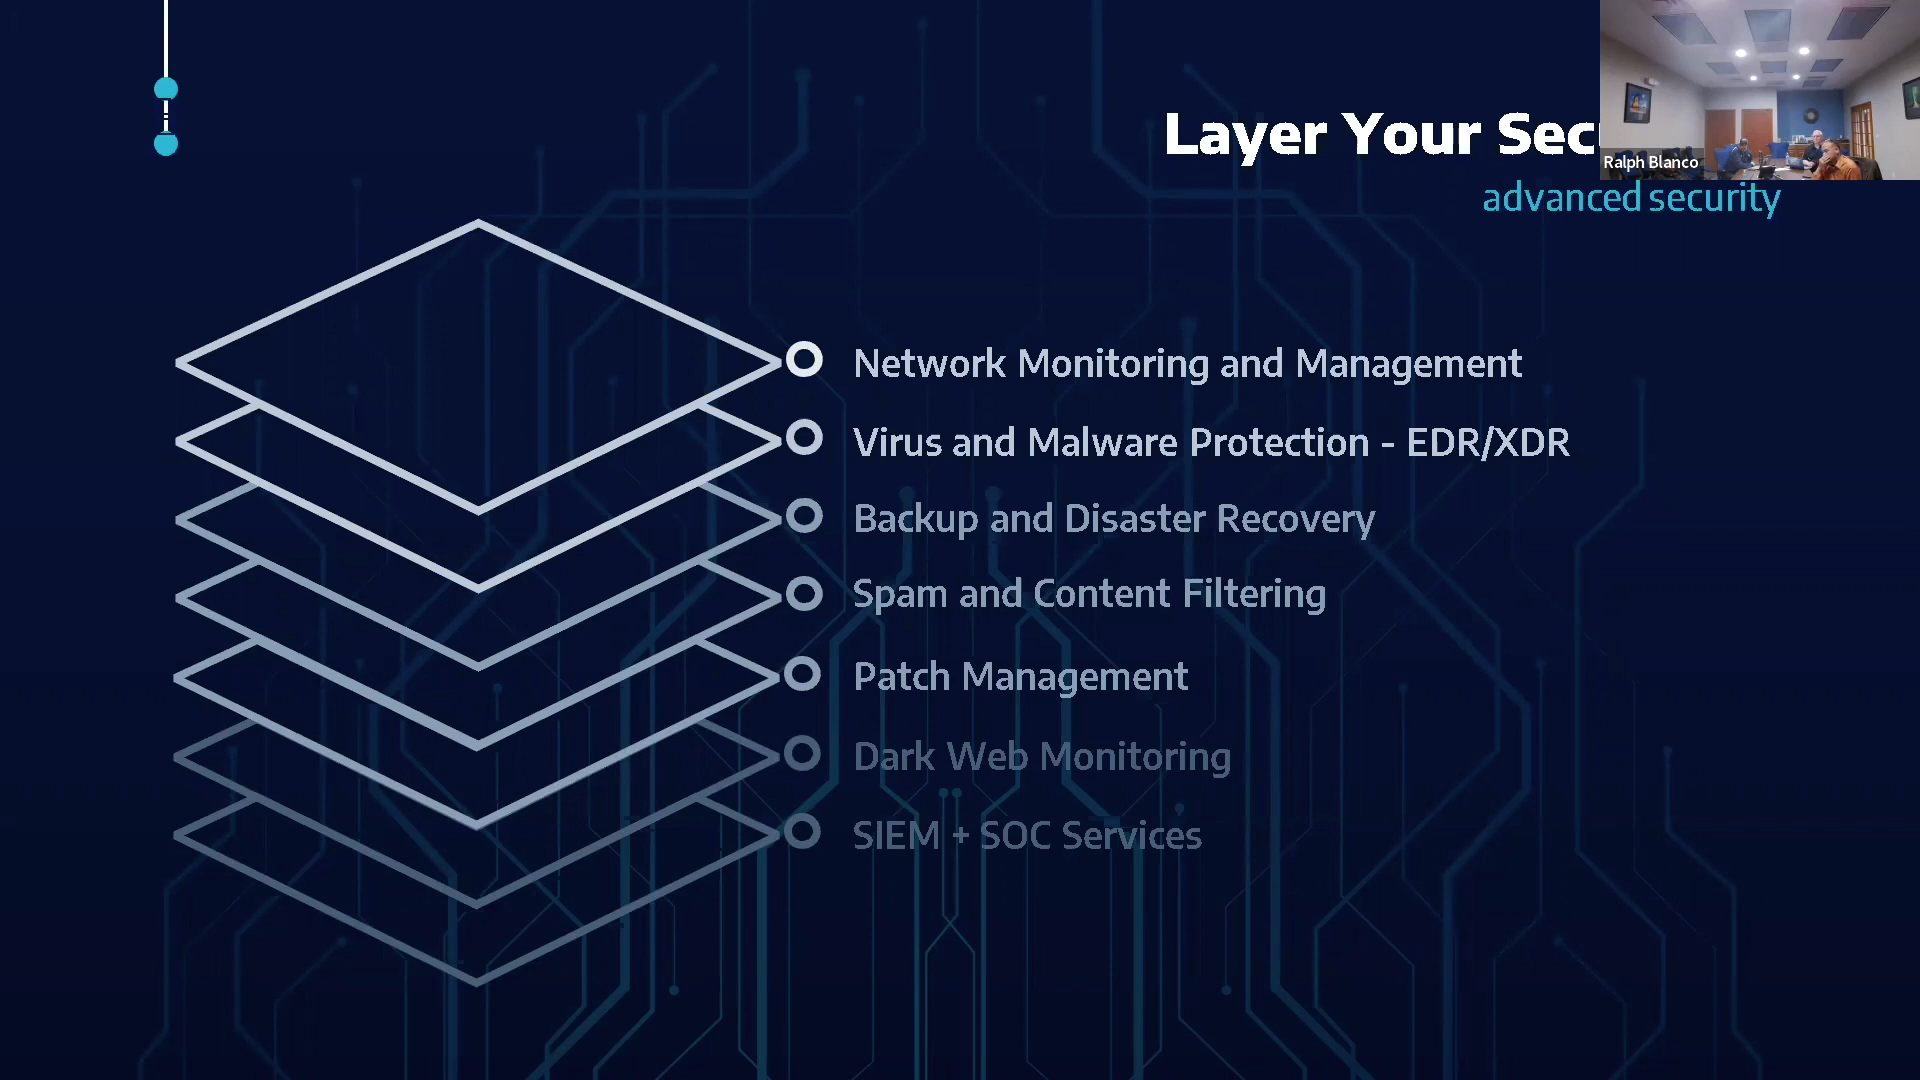 Layer Your Sec
Ralph Blanco
advanced security
Network Monitoring and Management
Virus and Malware Protection - EDR/XDR
Backup and Disaster Recovery
Spam and Content Filtering
Patch Management
Dark Web Monitoring
SIEM + SOC Services